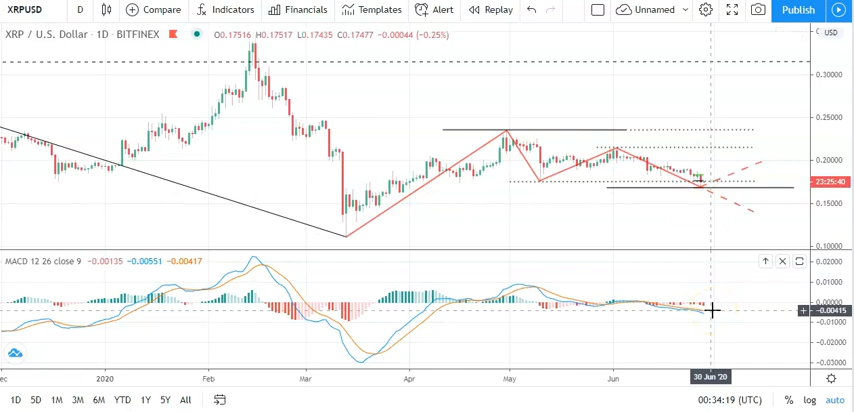 XRPUSD D Compare Indicators Financials Templates Alert Replay Unnamed Publish
XRP / U.S. Dollar · 1D · BITFINEX O0.17516 H0.17517 L0.17435 C0.17477 −0.00044 (−0.25%)
USD
0.30000
0.25000
0.20000
23:25:40
0.15000
0.10000
MACD 12 26 close 9 −0.00135 −0.00551 −0.00417
0.02000
0.01000
0.00000
−0.00415
−0.01000
−0.02000
−0.03000
2020 Feb Mar Apr May Jun 30 Jun '20
1D 5D 1M 3M 6M YTD 1Y 5Y All 00:34:19 (UTC) % log auto